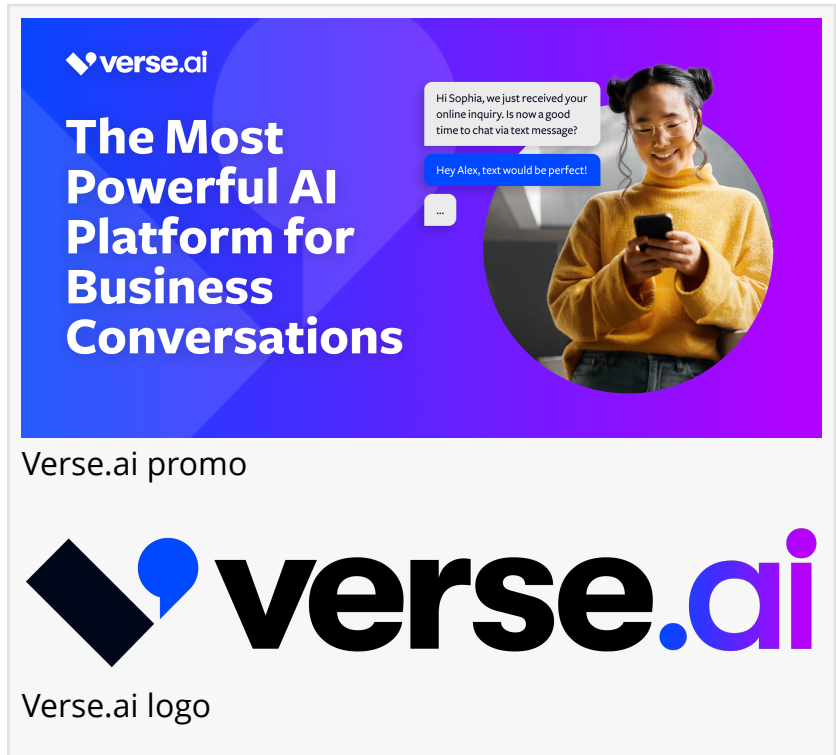 verse.ai
The Most
Powerful AI
Platform for
Business
Conversations
Hi Sophia, we just received your
online inquiry. Is now a good
time to chat via text message?
Hey Alex, text would be perfect!
...
Verse.ai promo
verse.ai
Verse.ai logo